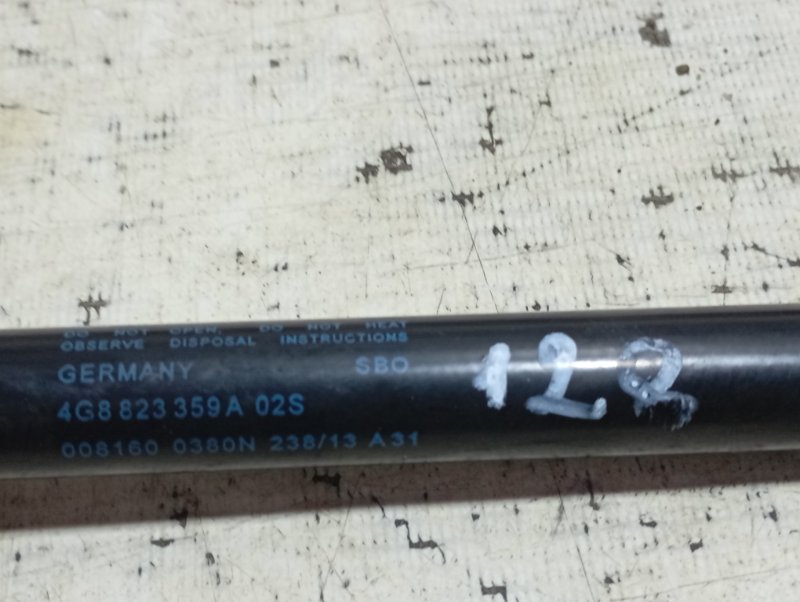 DO NOT OPEN, DO NOT HEAT
OBSERVE DISPOSAL INSTRUCTIONS
GERMANY SBO
4G8 823 359 A 02S
008160 0380N 238/13 A31
12